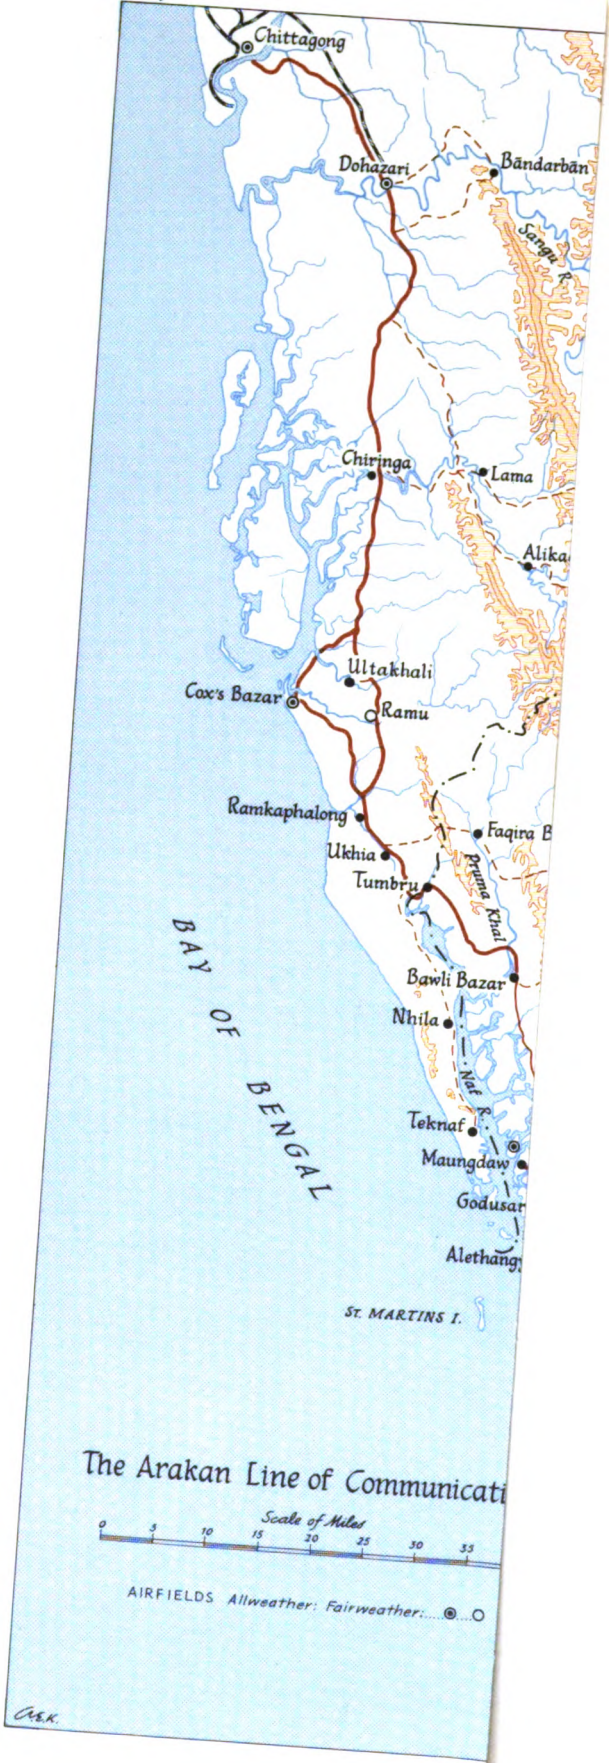 Chittagong
Dohazari
Bāndarbān
Sangu R.
Chiringa
Lama
Alika
Ultakhali
Cox's Bazar
Ramu
Ramkaphalong
Faqira B
Ukhia
Pruma Khal
Tumbru
BAY OF BENGAL
Bawli Bazar
Nhila
Naf R.
Teknaf
Maungdaw
Godusar
Alethang
ST. MARTINS I.
The Arakan Line of Communicati
Scale of Miles
0 5 10 15 20 25 30 35
AIRFIELDS Allweather: Fairweather: